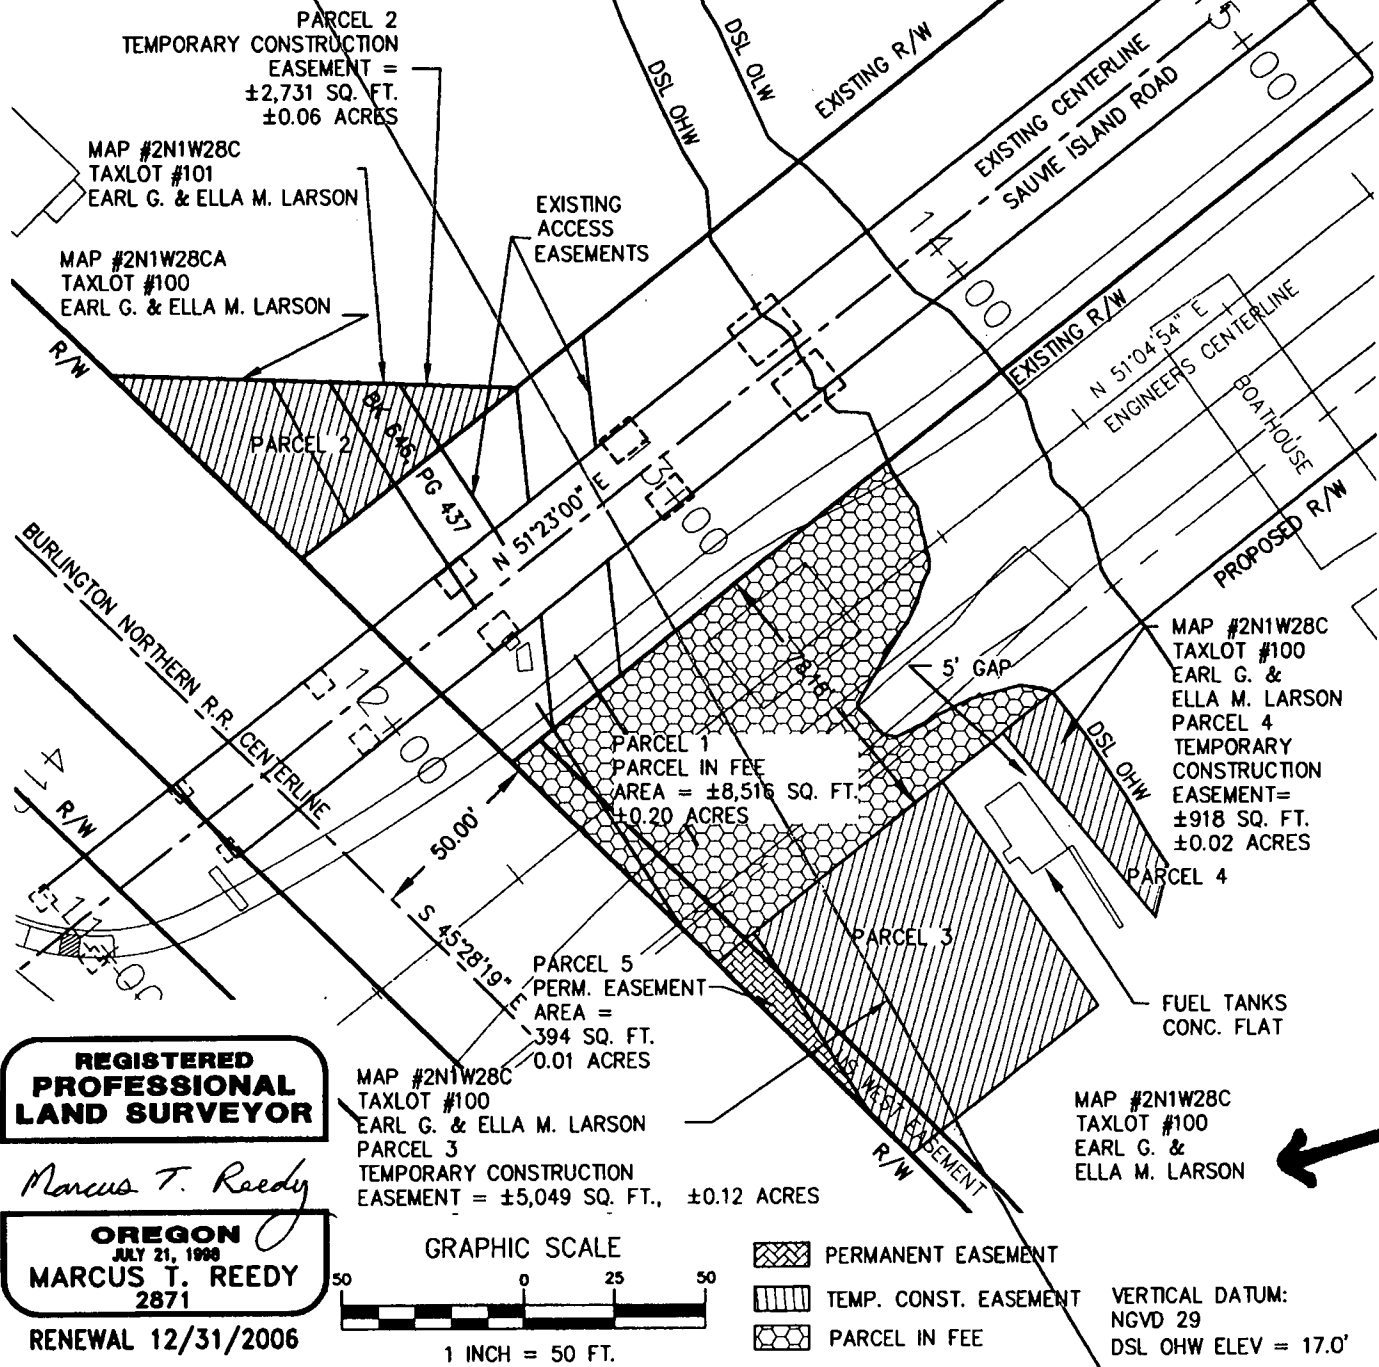 PARCEL 2
TEMPORARY CONSTRUCTION
EASEMENT =
±2,731 SQ. FT.
±0.06 ACRES
MAP #2N1W28C
TAXLOT #101
EARL G. & ELLA M. LARSON
MAP #2N1W28CA
TAXLOT #100
EARL G. & ELLA M. LARSON
EXISTING
ACCESS
EASEMENTS
DSL OHW
DSL OLW
EXISTING R/W
EXISTING CENTERLINE
SAUVIE ISLAND ROAD
15+00
14+00
EXISTING R/W
N 51°04'54" E
ENGINEERS CENTERLINE
BOATHOUSE
PROPOSED R/W
R/W
PARCEL 2
BK 646, PG 437
N 51°23'00" E
13+00
BURLINGTON NORTHERN R.R. CENTERLINE
12+00
R/W
11+00
50.00'
S 45°28'19" E
78.18'
5' GAP
PARCEL 1
PARCEL IN FEE
AREA = ±8,516 SQ. FT.
±0.20 ACRES
MAP #2N1W28C
TAXLOT #100
EARL G. &
ELLA M. LARSON
PARCEL 4
TEMPORARY
CONSTRUCTION
EASEMENT=
±918 SQ. FT.
±0.02 ACRES
DSL OHW
PARCEL 4
PARCEL 3
PARCEL 5
PERM. EASEMENT
AREA =
394 SQ. FT.
0.01 ACRES
FUEL TANKS
CONC. FLAT
US WEST EASEMENT
R/W
MAP #2N1W28C
TAXLOT #100
EARL G. & ELLA M. LARSON
PARCEL 3
TEMPORARY CONSTRUCTION
EASEMENT = ±5,049 SQ. FT., ±0.12 ACRES
MAP #2N1W28C
TAXLOT #100
EARL G. &
ELLA M. LARSON
REGISTERED
PROFESSIONAL
LAND SURVEYOR
Marcus T. Reedy
OREGON
JULY 21, 1998
MARCUS T. REEDY
2871
RENEWAL 12/31/2006
GRAPHIC SCALE
50 0 25 50
1 INCH = 50 FT.
PERMANENT EASEMENT
TEMP. CONST. EASEMENT
PARCEL IN FEE
VERTICAL DATUM:
NGVD 29
DSL OHW ELEV = 17.0'